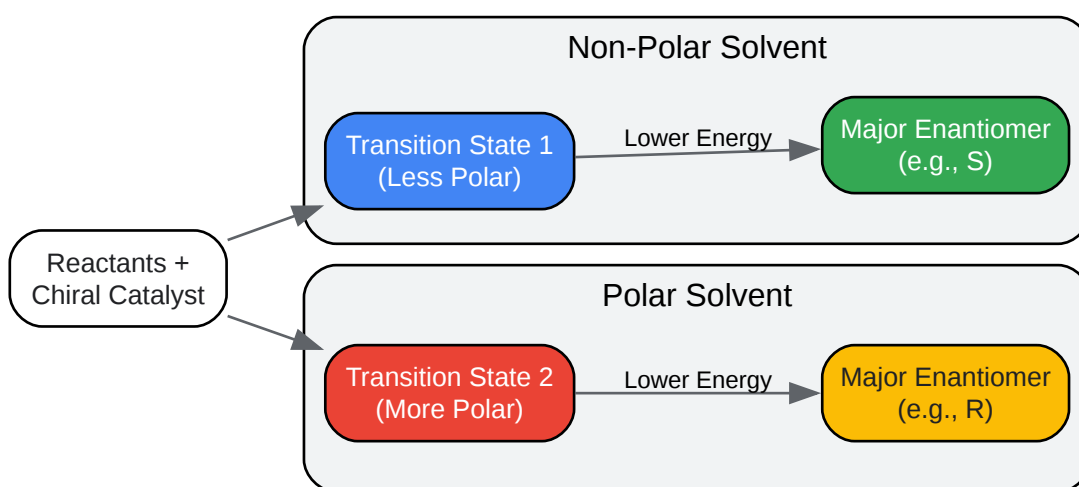 Non-Polar Solvent
Transition State 1
(Less Polar)
Lower Energy
Major Enantiomer
(e.g., S)
Reactants +
Chiral Catalyst
Polar Solvent
Transition State 2
(More Polar)
Lower Energy
Major Enantiomer
(e.g., R)